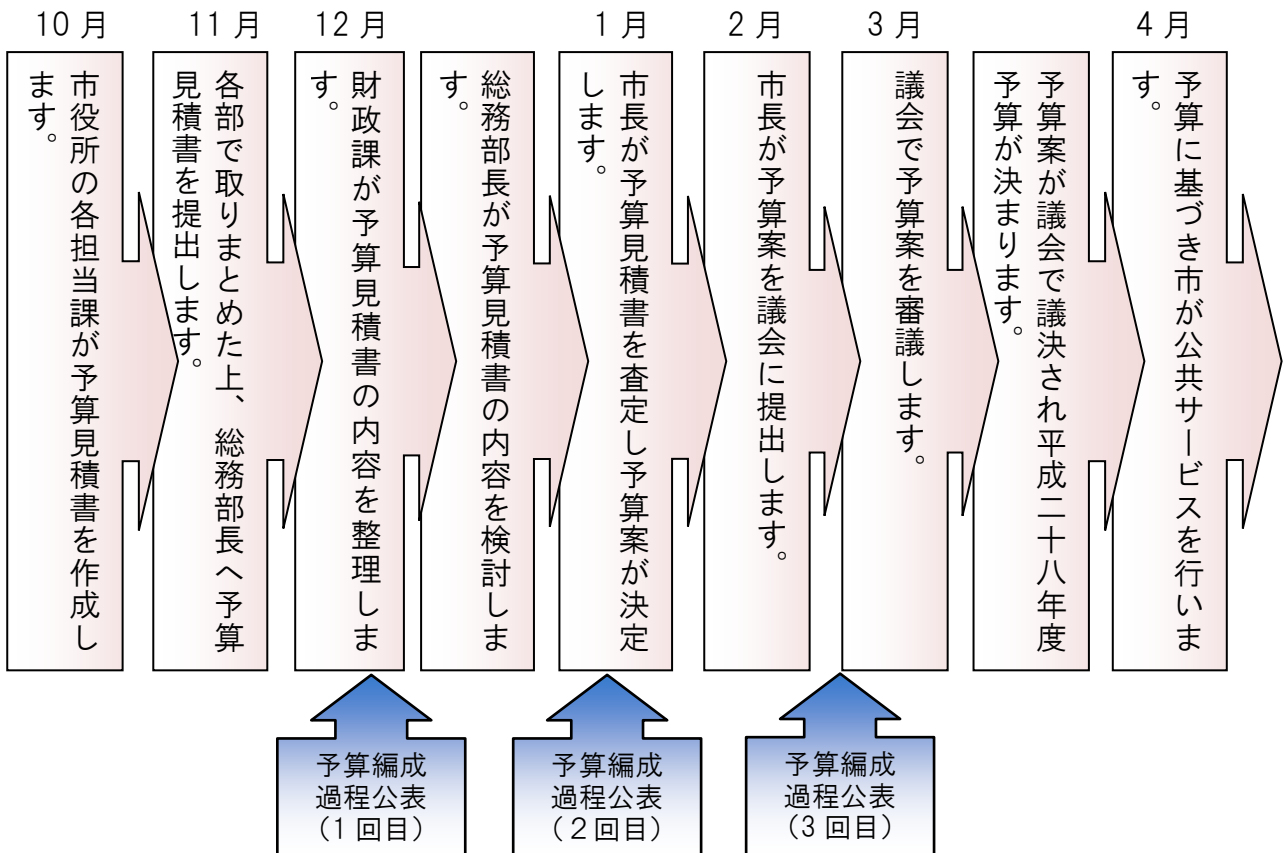 10月
市役所の各担当課が予算見積書を作成し
ます。
11月
各部で取りまとめた上、総務部長へ予算
見積書を提出します。
12月
財政課が予算見積書の内容を整理しま
す。
総務部長が予算見積書の内容を検討しま
す。
1月
市長が予算見積書を査定し予算案が決定
します。
2月
市長が予算案を議会に提出します。
3月
議会で予算案を審議します。
予算案が議会で議決され平成二十八年度
予算が決まります。
4月
予算に基づき市が公共サービスを行いま
す。
予算編成
過程公表
(1回目)
予算編成
過程公表
(2回目)
予算編成
過程公表
(3回目)